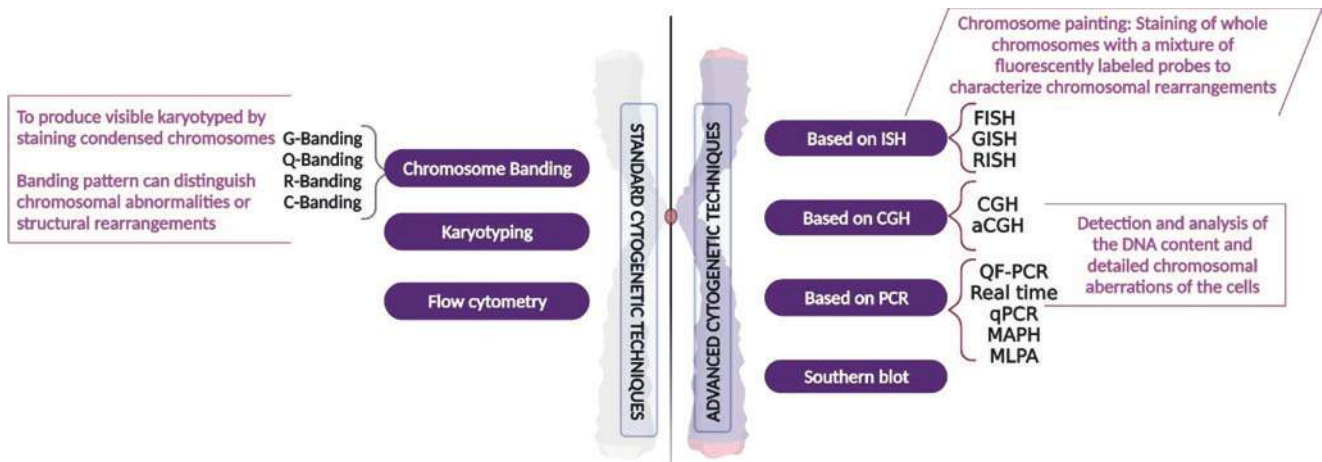 To produce visible karyotyped by
staining condensed chromosomes
Banding pattern can distinguish
chromosomal abnormalities or
structural rearrangements
G-Banding
Q-Banding
R-Banding
C-Banding
Chromosome Banding
Karyotyping
Flow cytometry
STANDARD CYTOGENETIC TECHNIQUES
ADVANCED CYTOGENETIC TECHNIQUES
Chromosome painting: Staining of whole
chromosomes with a mixture of
fluorescently labeled probes to
characterize chromosomal rearrangements
Based on ISH
FISH
GISH
RISH
Based on CGH
CGH
aCGH
Detection and analysis of
the DNA content and
detailed chromosomal
aberrations of the cells
Based on PCR
QF-PCR
Real time
qPCR
MAPH
MLPA
Southern blot